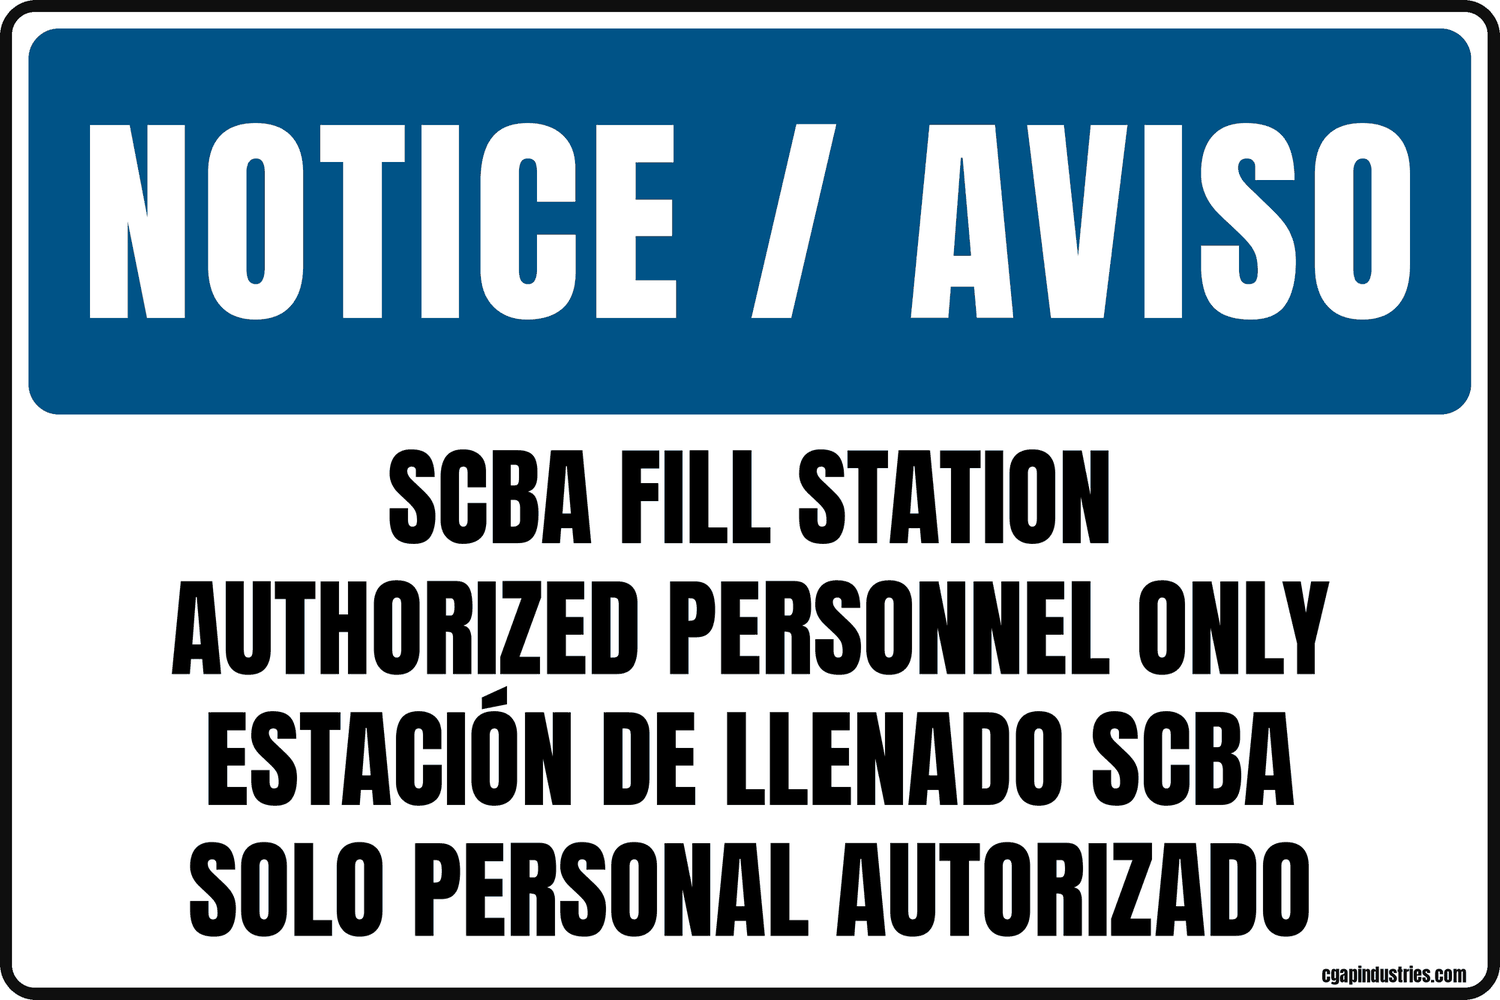 NOTICE / AVISO
SCBA FILL STATION
AUTHORIZED PERSONNEL ONLY
ESTACIÓN DE LLENADO SCBA
SOLO PERSONAL AUTORIZADO
cgapindustries.com